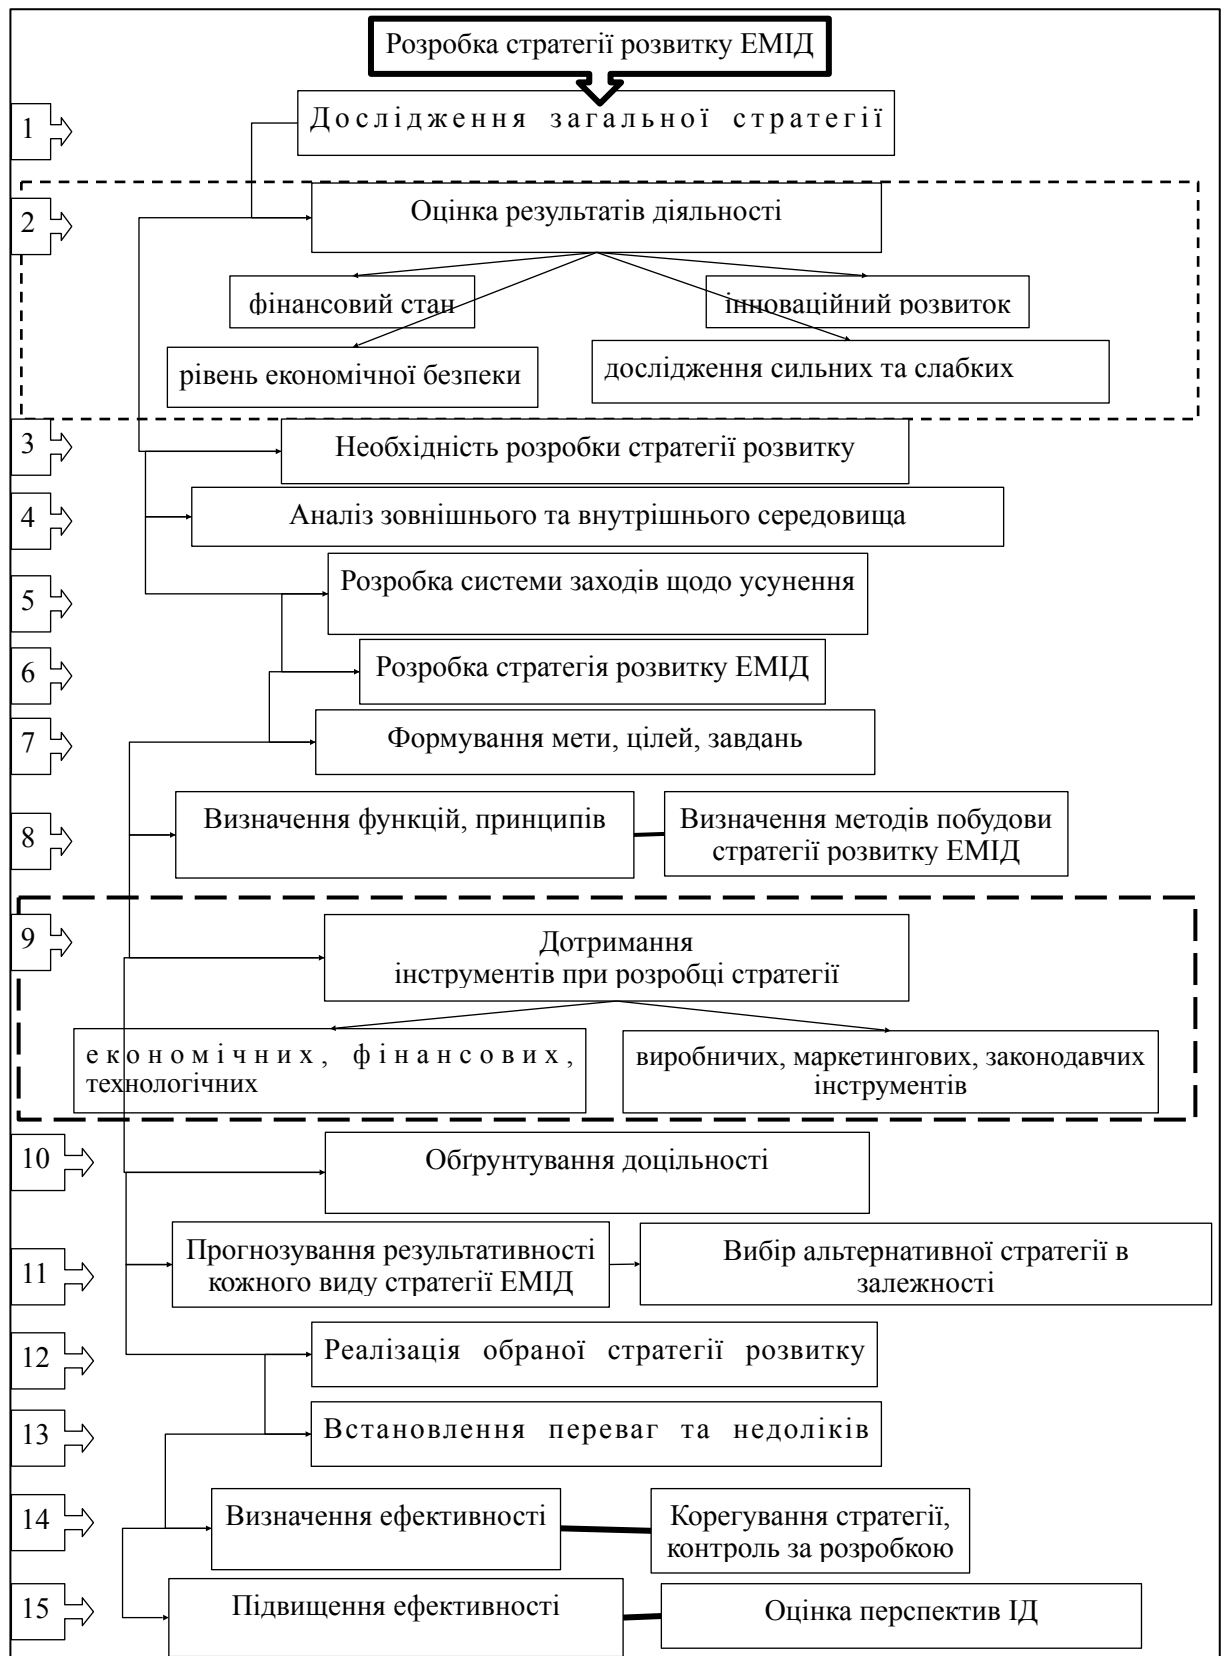 Розробка стратегії розвитку ЕМІД
1
Дослідження загальної стратегії
2
Оцінка результатів діяльності
фінансовий стан
інноваційний розвиток
рівень економічної безпеки
дослідження сильних та слабких
3
Необхідність розробки стратегії розвитку
4
Аналіз зовнішнього та внутрішнього середовища
5
Розробка системи заходів щодо усунення
6
Розробка стратегія розвитку ЕМІД
7
Формування мети, цілей, завдань
8
Визначення функцій, принципів
Визначення методів побудови
стратегії розвитку ЕМІД
9
Дотримання
інструментів при розробці стратегії
економічних, фінансових,
технологічних
виробничих, маркетингових, законодавчих
інструментів
10
Обґрунтування доцільності
11
Прогнозування результативності
кожного виду стратегії ЕМІД
Вибір альтернативної стратегії в
залежності
12
Реалізація обраної стратегії розвитку
13
Встановлення переваг та недоліків
14
Визначення ефективності
Корегування стратегії,
контроль за розробкою
15
Підвищення ефективності
Оцінка перспектив ІД